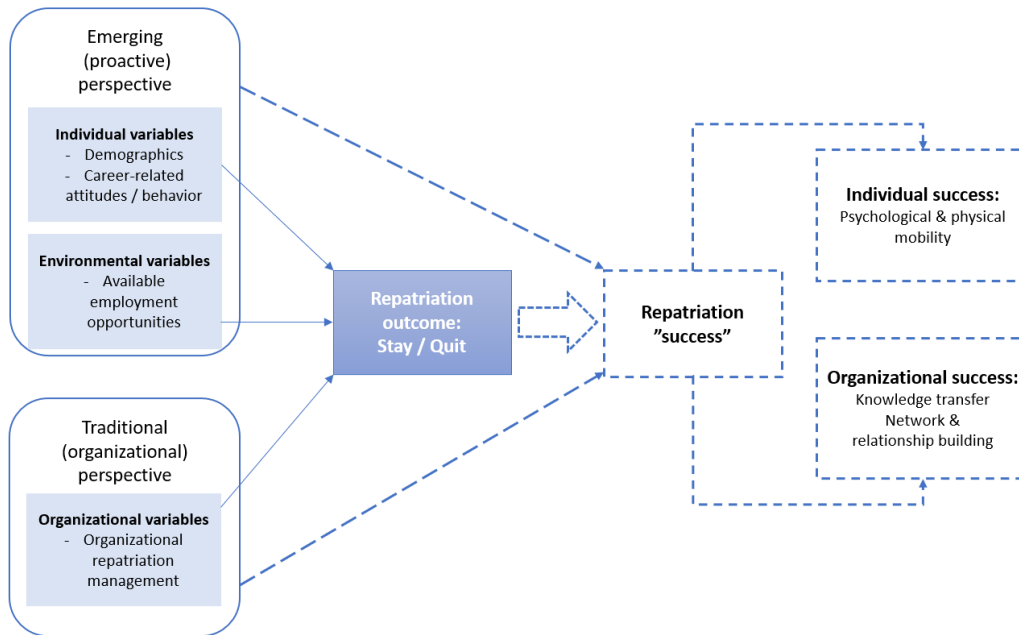 Emerging
(proactive)
perspective
Individual variables
- Demographics
- Career-related
attitudes / behavior
Environmental variables
- Available
employment
opportunities
Traditional
(organizational)
perspective
Organizational variables
- Organizational
repatriation
management
Repatriation
outcome:
Stay / Quit
Repatriation
”success”
Individual success:
Psychological & physical
mobility
Organizational success:
Knowledge transfer
Network &
relationship building